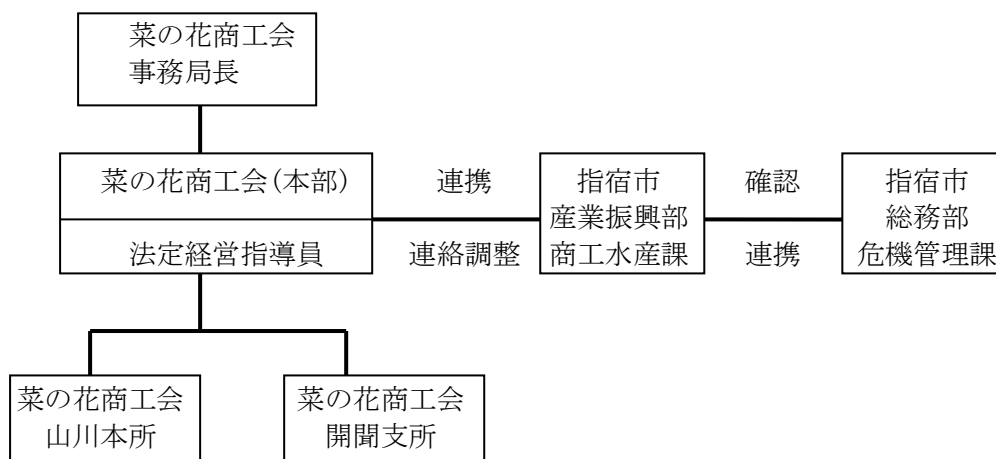 菜の花商工会
事務局長
菜の花商工会(本部)
法定経営指導員
連携
連絡調整
指宿市
産業振興部
商工水産課
確認
連携
指宿市
総務部
危機管理課
菜の花商工会
山川本所
菜の花商工会
開聞支所